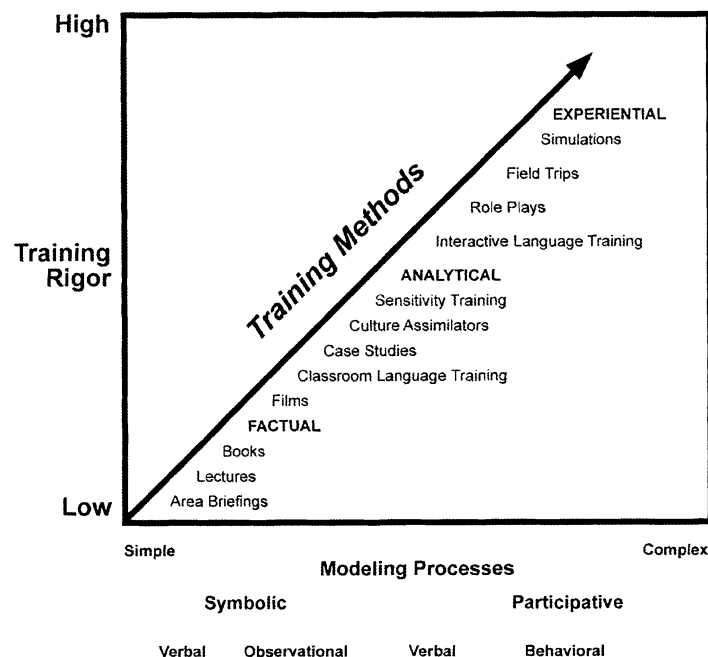 High
Training Methods
EXPERIENTIAL
Simulations
Field Trips
Role Plays
Interactive Language Training
Training
Rigor
ANALYTICAL
Sensitivity Training
Culture Assimilators
Case Studies
Classroom Language Training
Films
FACTUAL
Books
Lectures
Area Briefings
Low
Simple
Complex
Modeling Processes
Symbolic
Participative
Verbal
Observational
Verbal
Behavioral